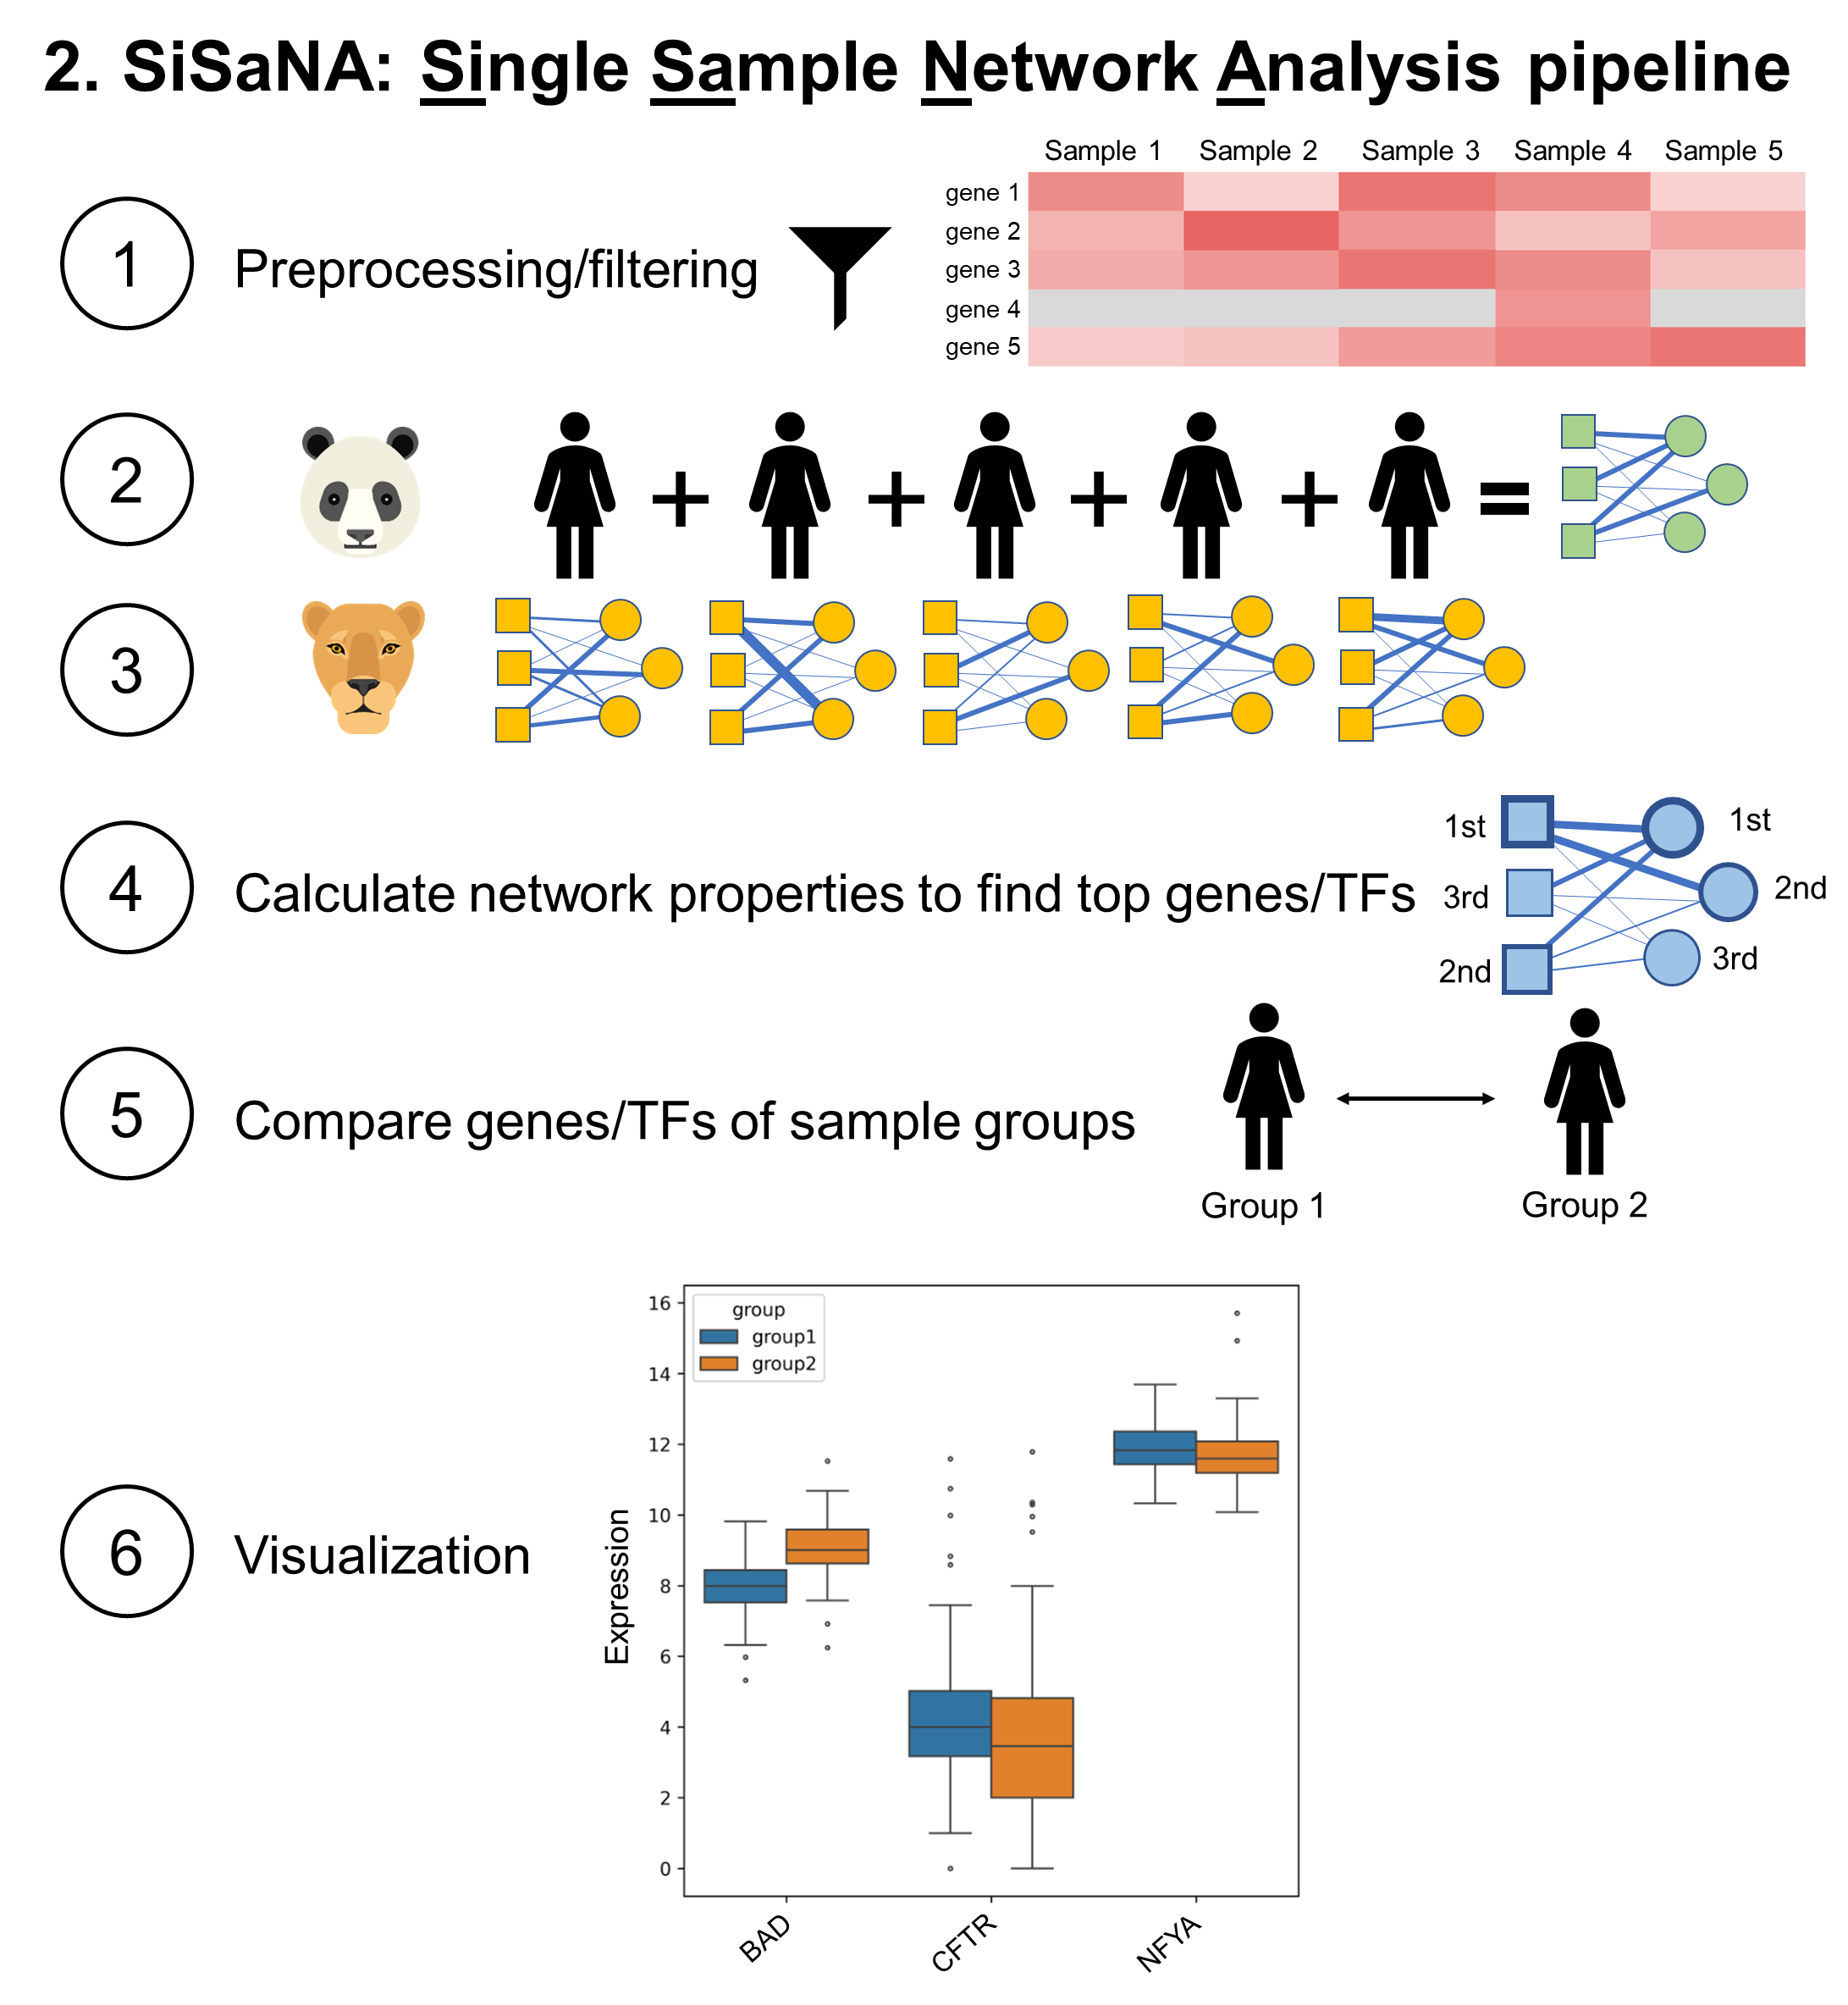 2. SiSaNA: Single Sample Network Analysis pipeline
Sample 1 Sample 2 Sample 3 Sample 4 Sample 5
gene 1
gene 2
gene 3
gene 4
gene 5
1 Preprocessing/filtering
2
+ + + + =
3
4 Calculate network properties to find top genes/TFs
1st 1st
3rd 2nd
2nd 3rd
5 Compare genes/TFs of sample groups
Group 1 Group 2
6 Visualization
Expression
16
14
12
10
8
6
4
2
0
group
group1
group2
BAD CFTR NFYA